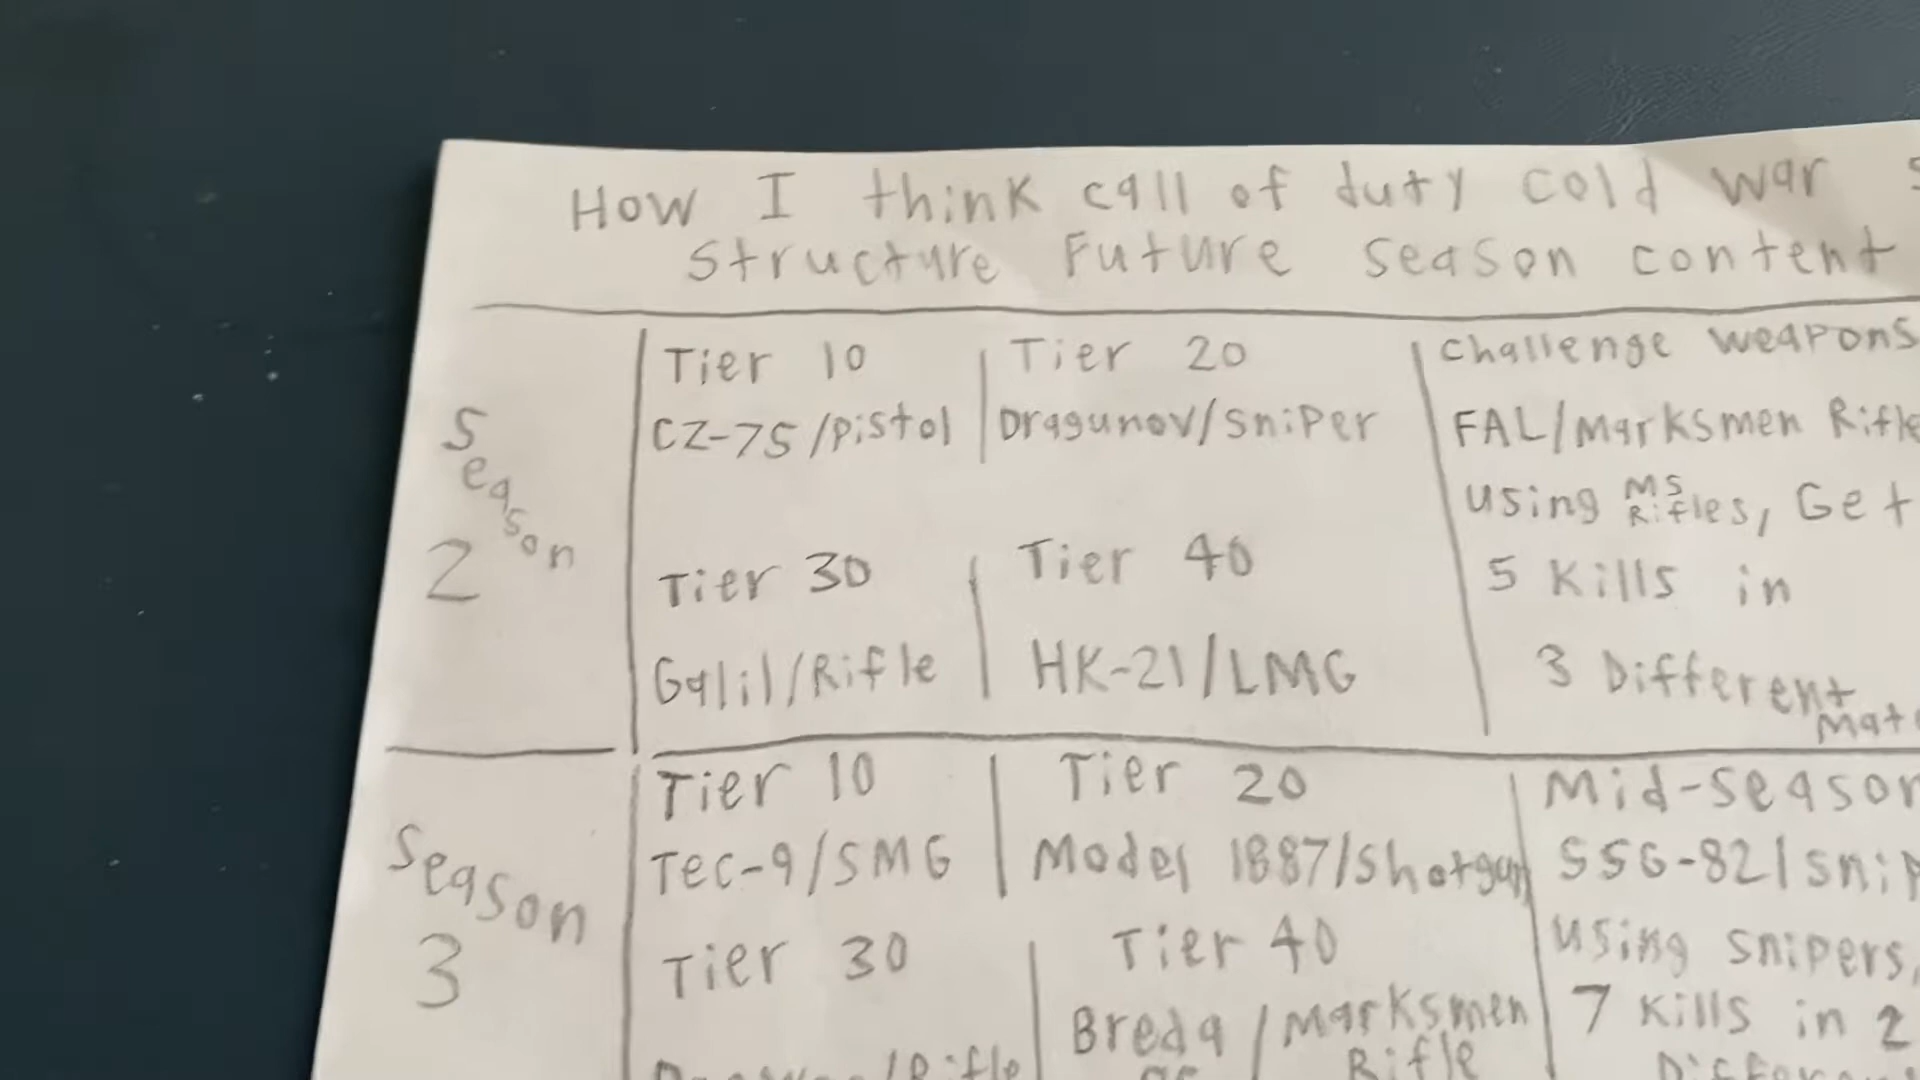 How I think call of duty cold war
structure Future season content
Season 2
Tier 10
CZ-75/Pistol
Tier 20
Dragunov/Sniper
Tier 30
Galil/Rifle
Tier 40
HK-21/LMG
challenge weapons
FAL/Marksmen Rifle
using MS Rifles, Get
5 Kills in
3 Different
Season 3
Tier 10
Tec-9/SMG
Tier 20
Model 1887/Shotgun
Tier 30
/Rifle
Tier 40
Breda /Marksmen
Rifle
Mid-season
SSG-82/
using snipers,
7 Kills in 2